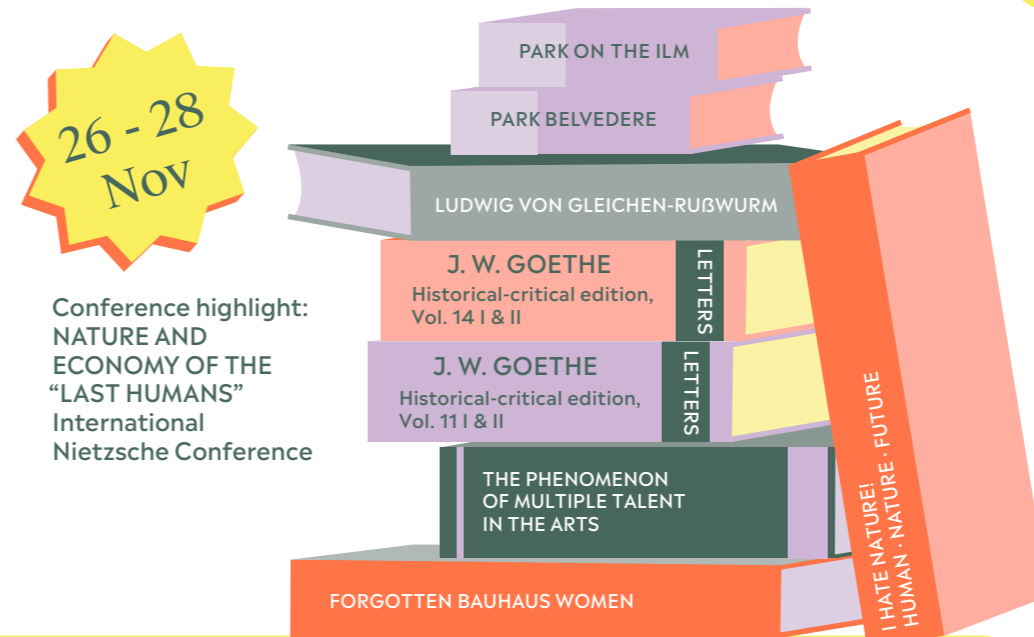 26 - 28
Nov
Conference highlight:
NATURE AND
ECONOMY OF THE
“LAST HUMANS”
International
Nietzsche Conference
PARK ON THE ILM
PARK BELVEDERE
LUDWIG VON GLEICHEN-RUẞWURM
J. W. GOETHE
Historical-critical edition,
Vol. 14 I & II
LETTERS
J. W. GOETHE
Historical-critical edition,
Vol. 11 I & II
LETTERS
THE PHENOMENON
OF MULTIPLE TALENT
IN THE ARTS
FORGOTTEN BAUHAUS WOMEN
I HATE NATURE!
HUMAN · NATURE · FUTURE